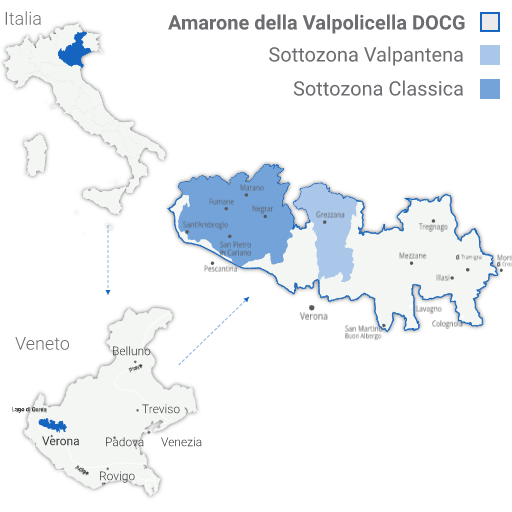 Italia
Amarone della Valpolicella DOCG
Sottozona Valpantena
Sottozona Classica
Marano
Fumane
Negrar
Sant'Ambrogio
San Pietro
in Cariano
Pescantina
Grezzana
Verona
Tregnago
Mezzane
Illasi
Lavagno
San Martino
Buon Albergo
Colognola
Veneto
Belluno
Piave
Lago di Garda
Treviso
Verona
Padova
Venezia
Adige
Rovigo